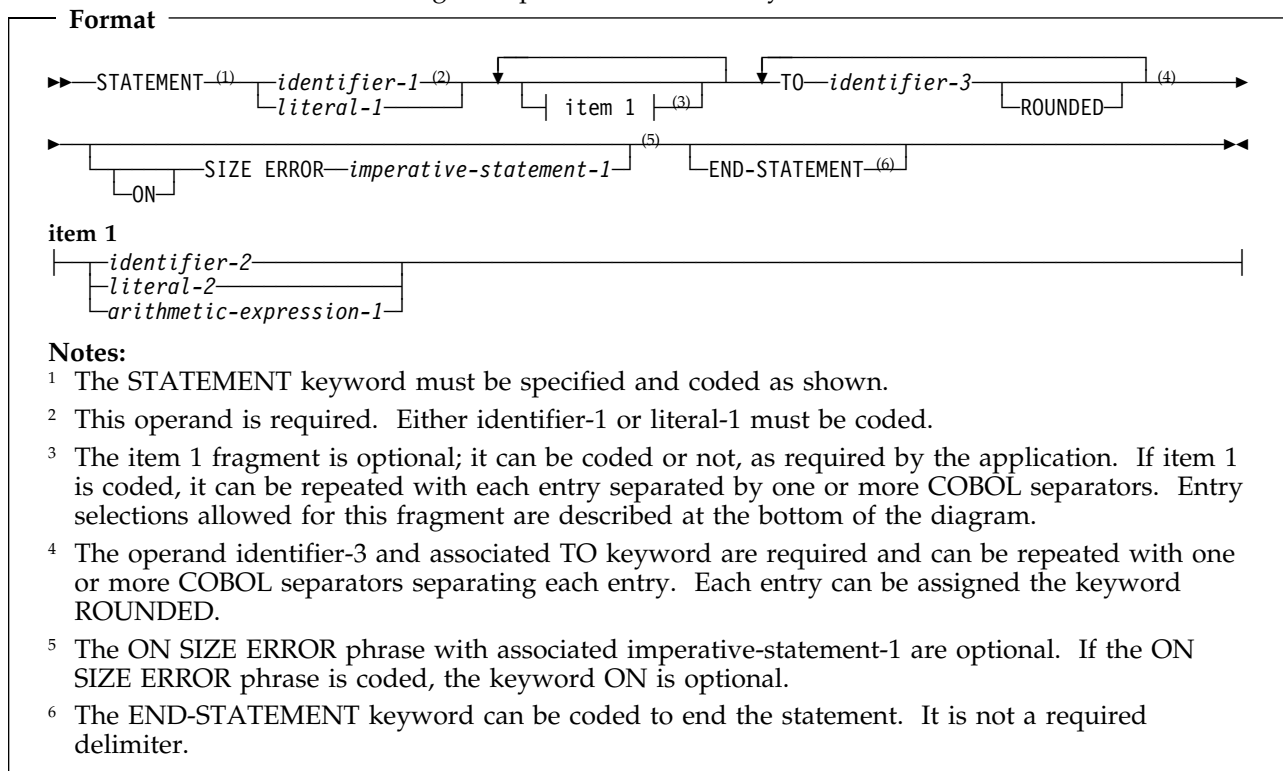 Format
STATEMENT (1) identifier-1 (2) TO identifier-3 (4)
literal-1 item 1 (3) ROUNDED
(5)
SIZE ERROR imperative-statement-1 END-STATEMENT (6)
ON
item 1
identifier-2
literal-2
arithmetic-expression-1
Notes:
1 The STATEMENT keyword must be specified and coded as shown.
2 This operand is required. Either identifier-1 or literal-1 must be coded.
3 The item 1 fragment is optional; it can be coded or not, as required by the application. If item 1
is coded, it can be repeated with each entry separated by one or more COBOL separators. Entry
selections allowed for this fragment are described at the bottom of the diagram.
4 The operand identifier-3 and associated TO keyword are required and can be repeated with one
or more COBOL separators separating each entry. Each entry can be assigned the keyword
ROUNDED.
5 The ON SIZE ERROR phrase with associated imperative-statement-1 are optional. If the ON
SIZE ERROR phrase is coded, the keyword ON is optional.
6 The END-STATEMENT keyword can be coded to end the statement. It is not a required
delimiter.